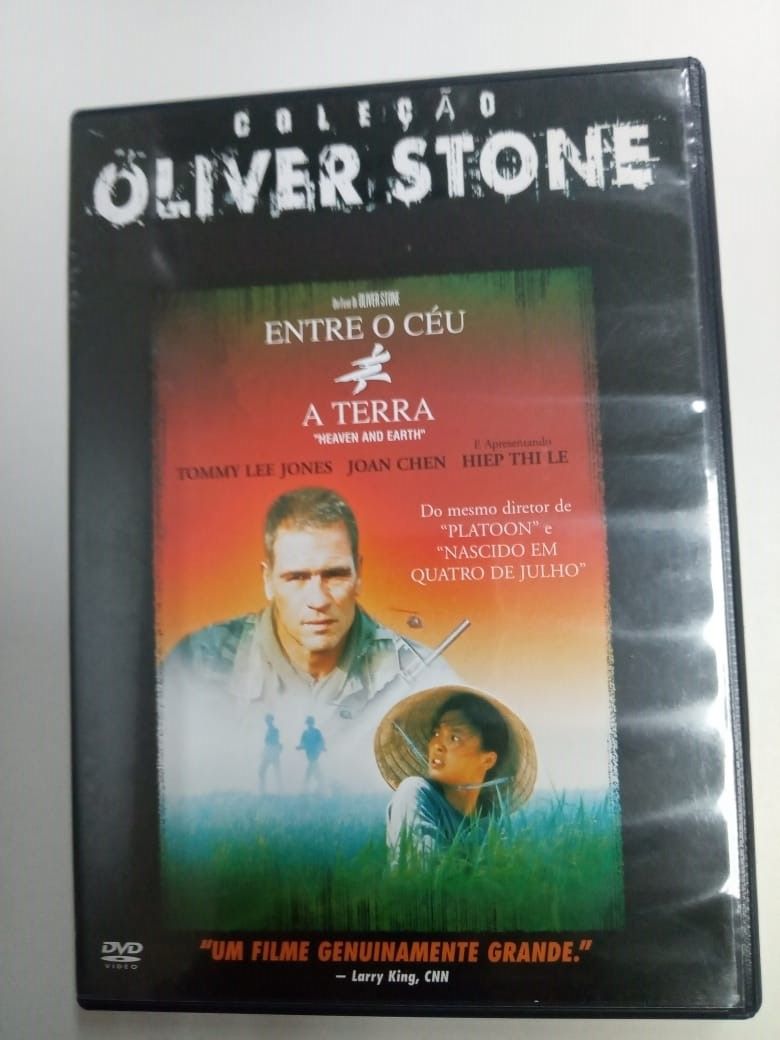 COLEÇÃO
OLIVER STONE
Um Filme de OLIVER STONE
ENTRE O CÉU
A TERRA
"HEAVEN AND EARTH"
E Apresentando
TOMMY LEE JONES JOAN CHEN HIEP THI LE
Do mesmo diretor de
"PLATOON" e
"NASCIDO EM
QUATRO DE JULHO"
"UM FILME GENUINAMENTE GRANDE."
— Larry King, CNN
DVD
VIDEO